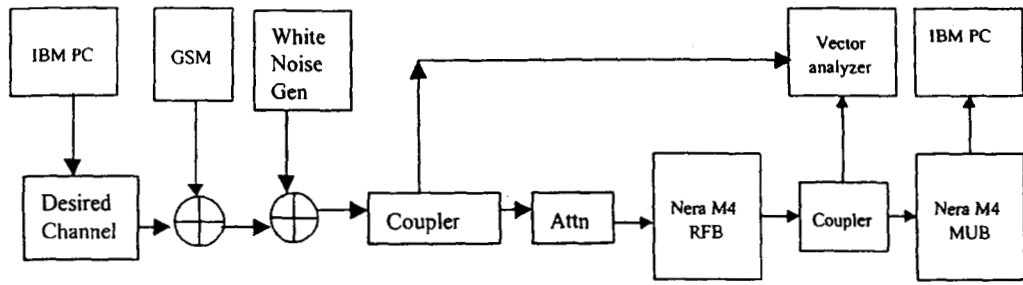 IBM PC
GSM
White
Noise
Gen
Vector
analyzer
IBM PC
Desired
Channel
Coupler
Attn
Nera M4
RFB
Coupler
Nera M4
MUB